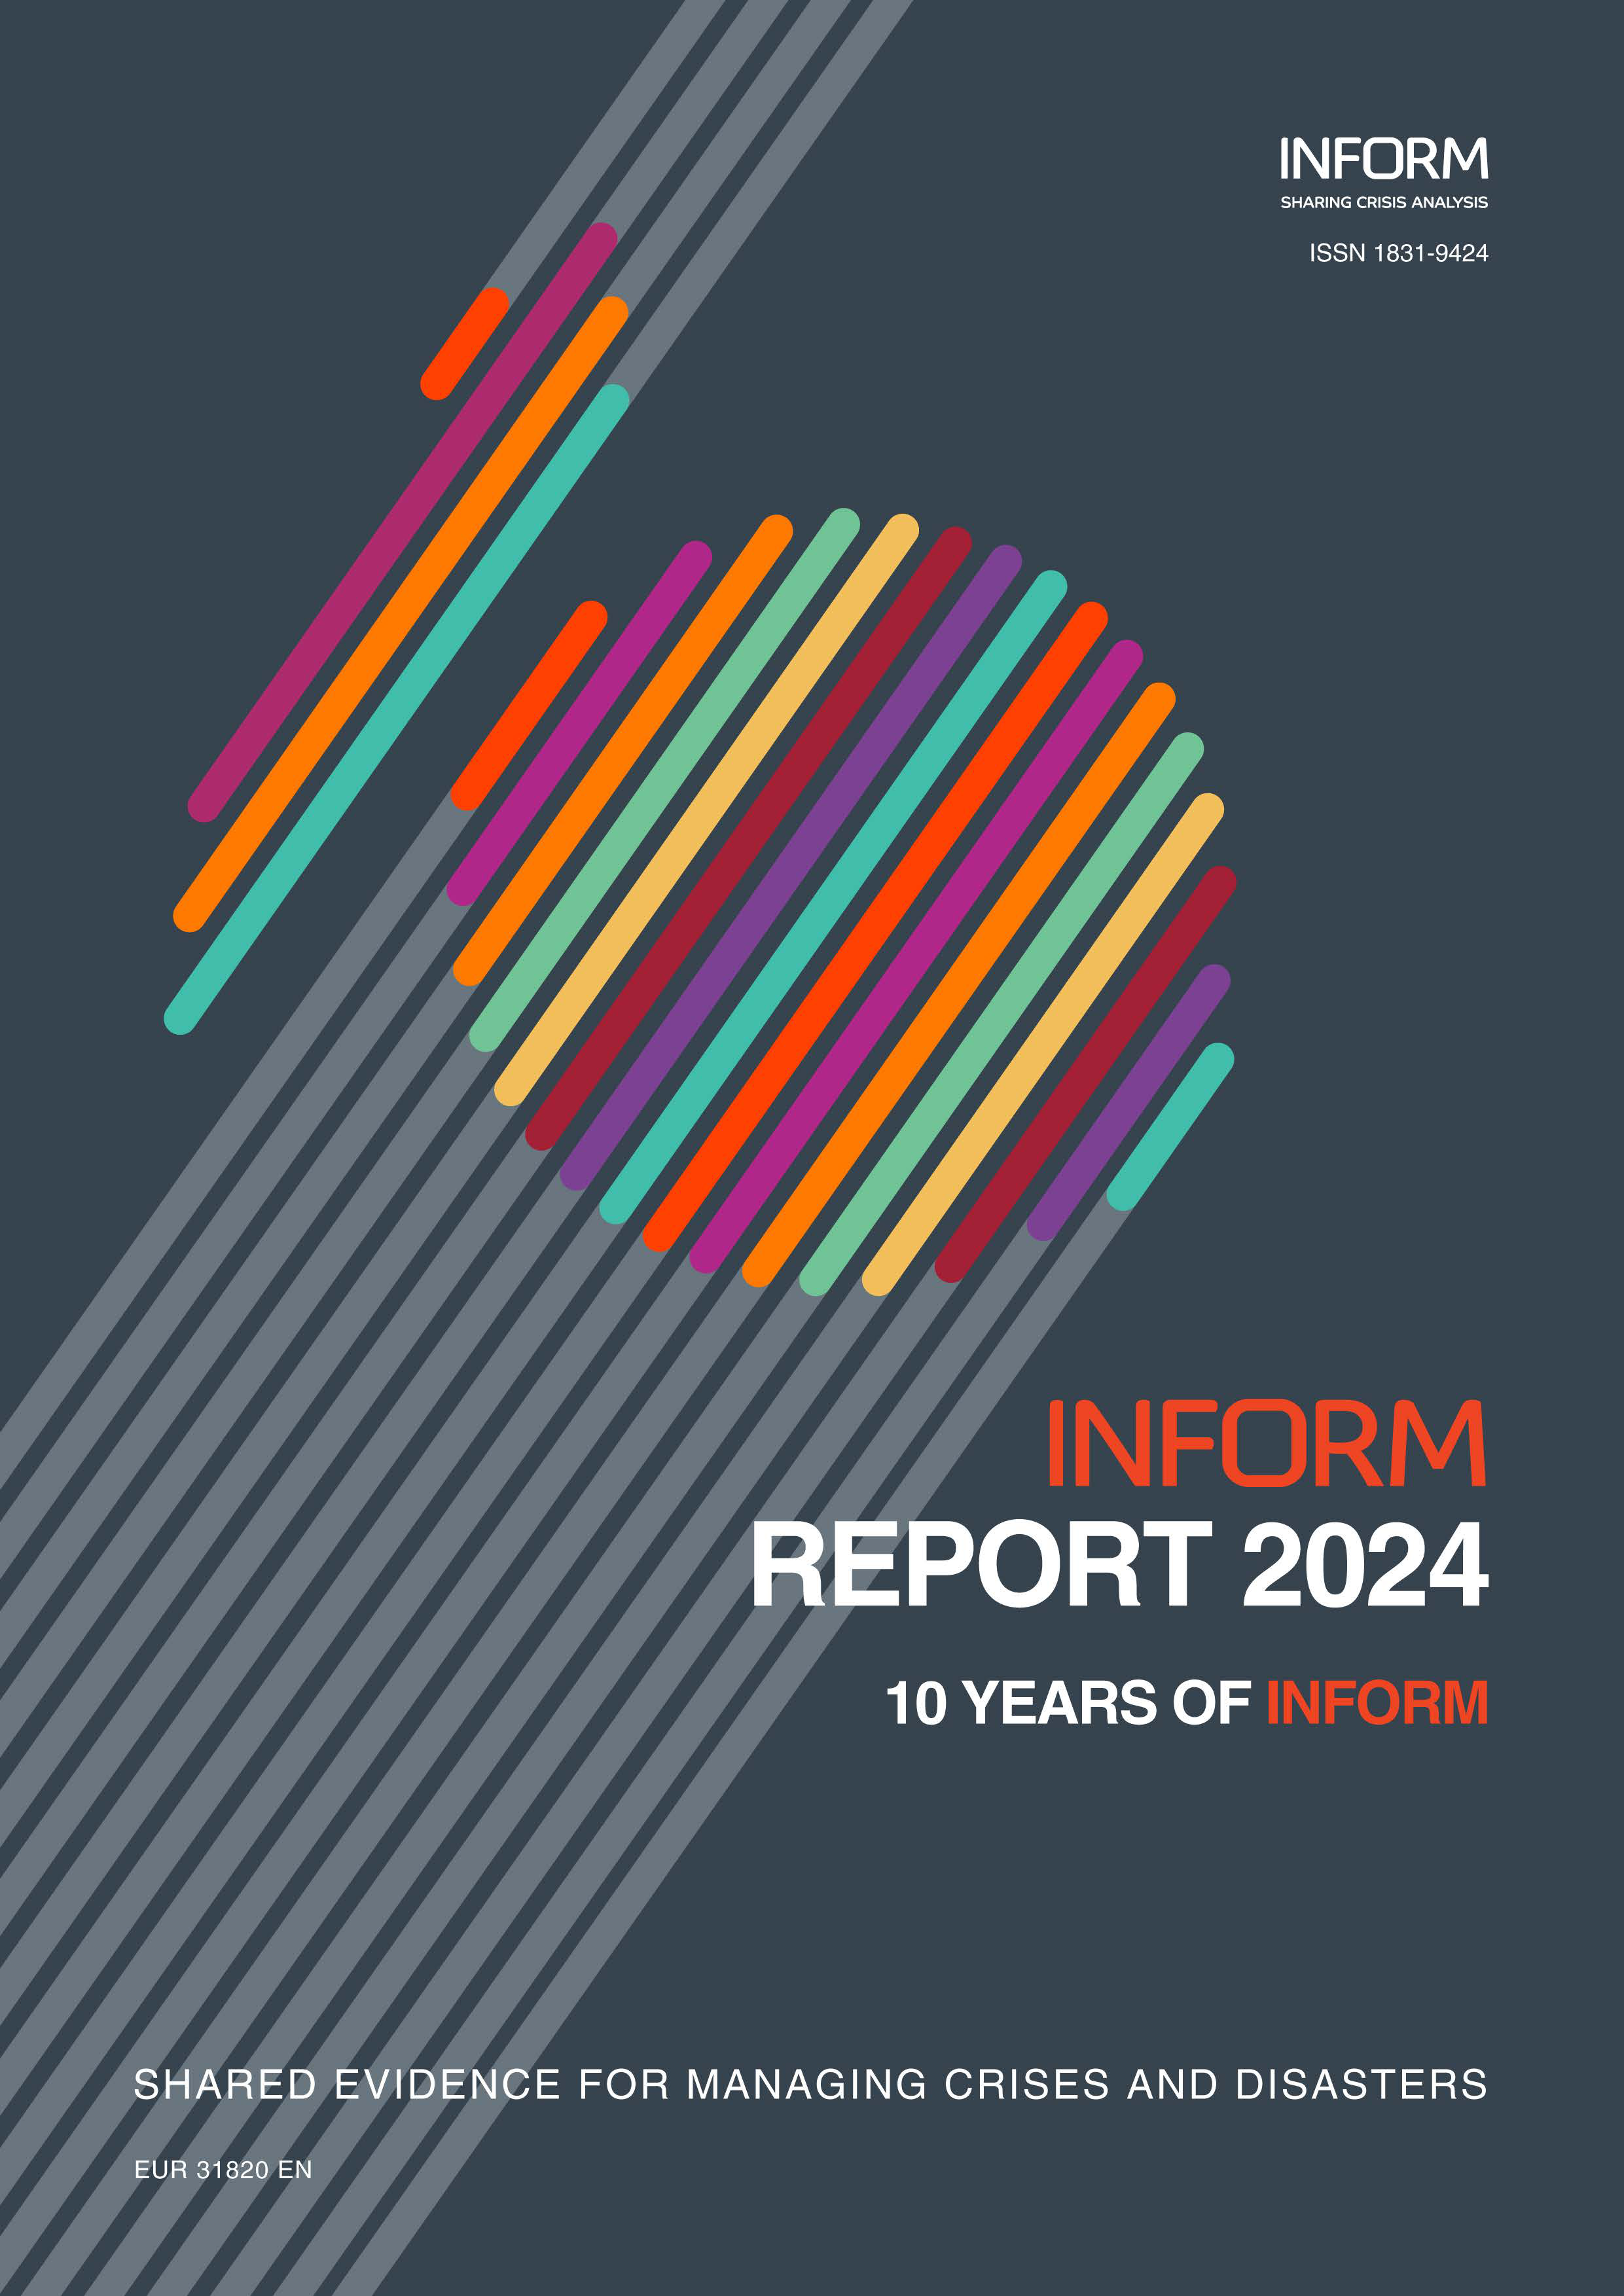 INFORM
SHARING CRISIS ANALYSIS
ISSN 1831-9424
INFORM
REPORT 2024
10 YEARS OF INFORM
SHARED EVIDENCE FOR MANAGING CRISES AND DISASTERS
EUR 31820 EN